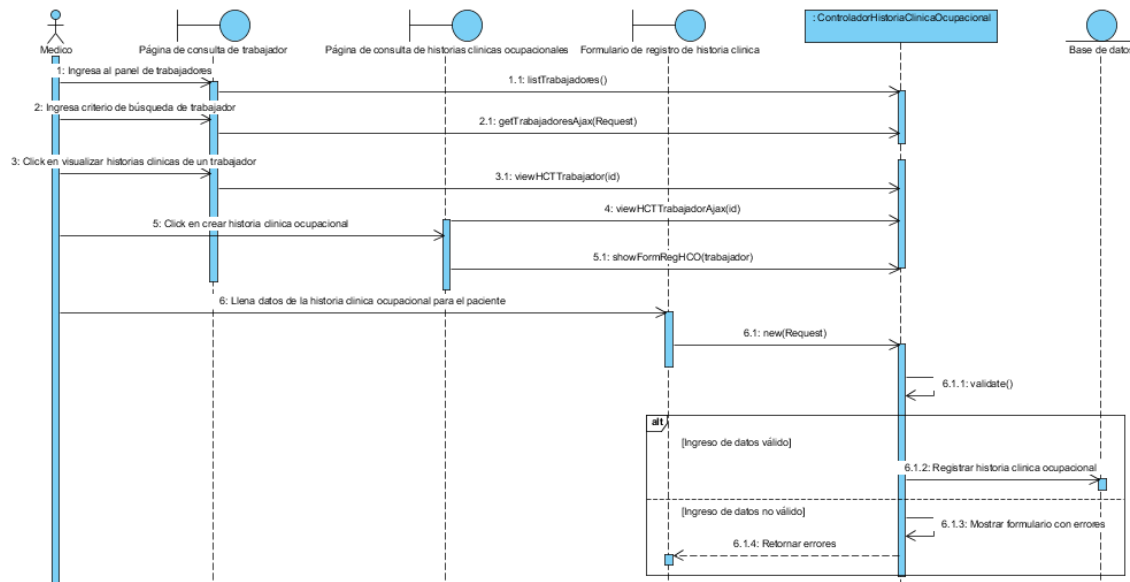 : ControladorHistoriaClinicaOcupacional
Medico
Página de consulta de trabajador
Página de consulta de historias clinicas ocupacionales
Formulario de registro de historia clinica
Base de datos
1: Ingresa al panel de trabajadores
1.1: listTrabajadores()
2: Ingresa criterio de búsqueda de trabajador
2.1: getTrabajadoresAjax(Request)
3: Click en visualizar historias clinicas de un trabajador
3.1: viewHCTTrabajador(id)
4: viewHCTTrabajadorAjax(id)
5: Click en crear historia clinica ocupacional
5.1: showFormRegHCO(trabajador)
6: Llena datos de la historia clinica ocupacional para el paciente
6.1: new(Request)
6.1.1: validate()
alt
[Ingreso de datos válido]
6.1.2: Registrar historia clinica ocupacional
[Ingreso de datos no válido]
6.1.3: Mostrar formulario con errores
6.1.4: Retornar errores